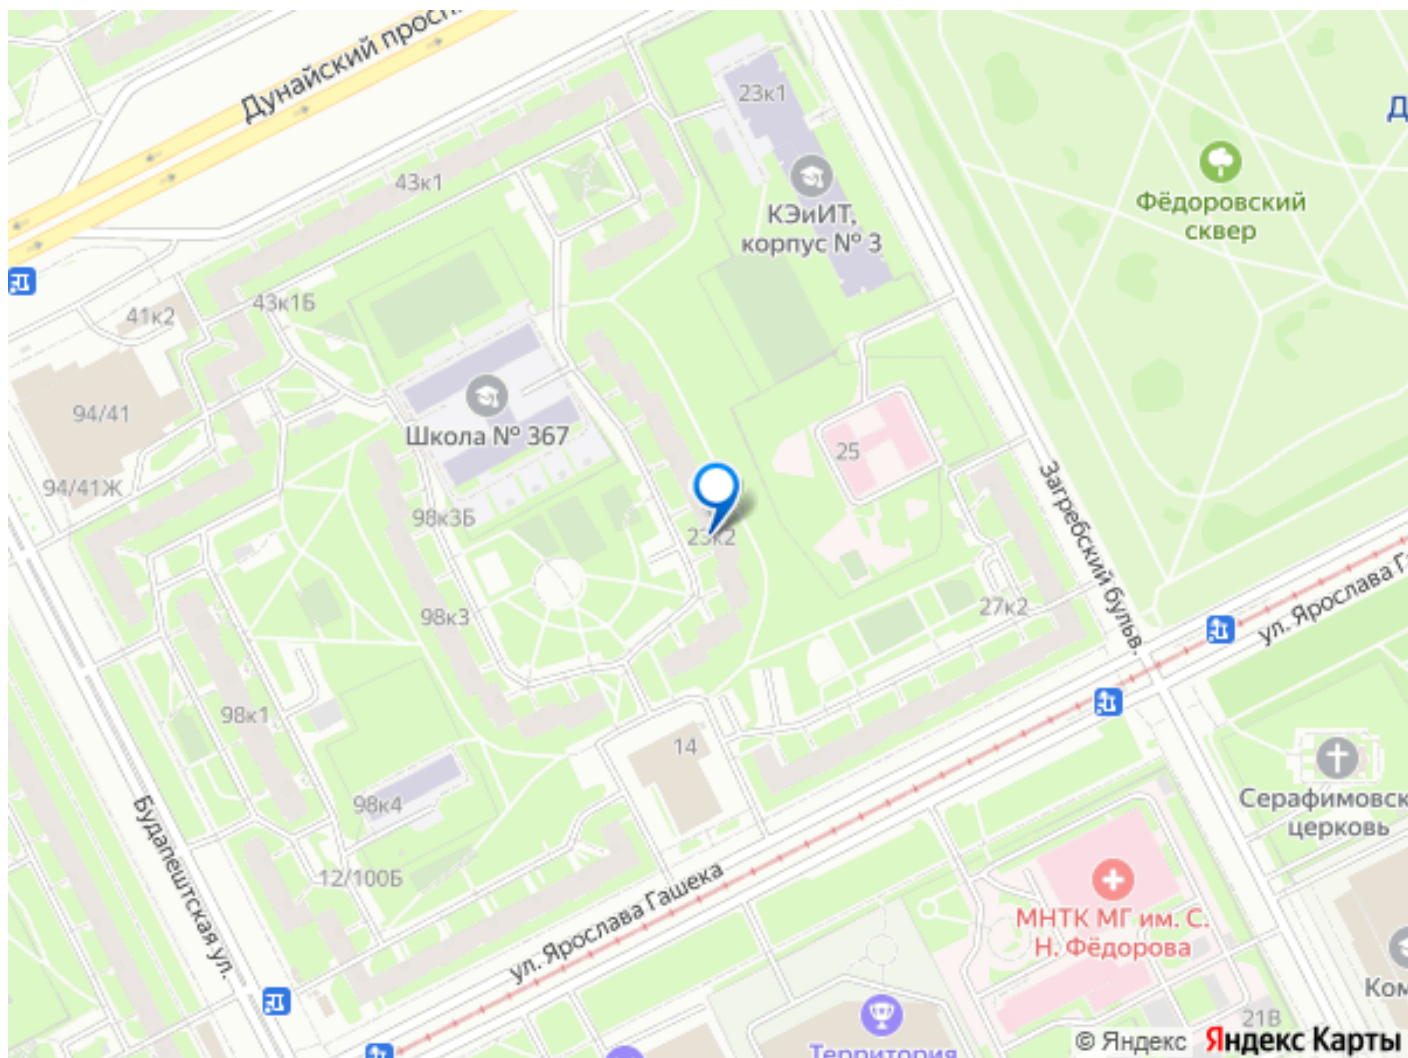 Дунайский просп.
23к1
Д
43к1
КЭиИТ,
корпус № 3
Фёдоровский
сквер
43к1Б
41к2
94/41
Школа № 367
25
94/41Ж
98к3Б
23к2
Загребский бульв.
98к3
27к2
ул. Ярослава Г
98к1
14
98к4
Серафимовск
церковь
Будапештская ул.
12/100Б
ул. Ярослава Гашека
МНТК МГ им. С.
Н. Фёдорова
Ком
21В
Территория
© Яндекс Яндекс Карты